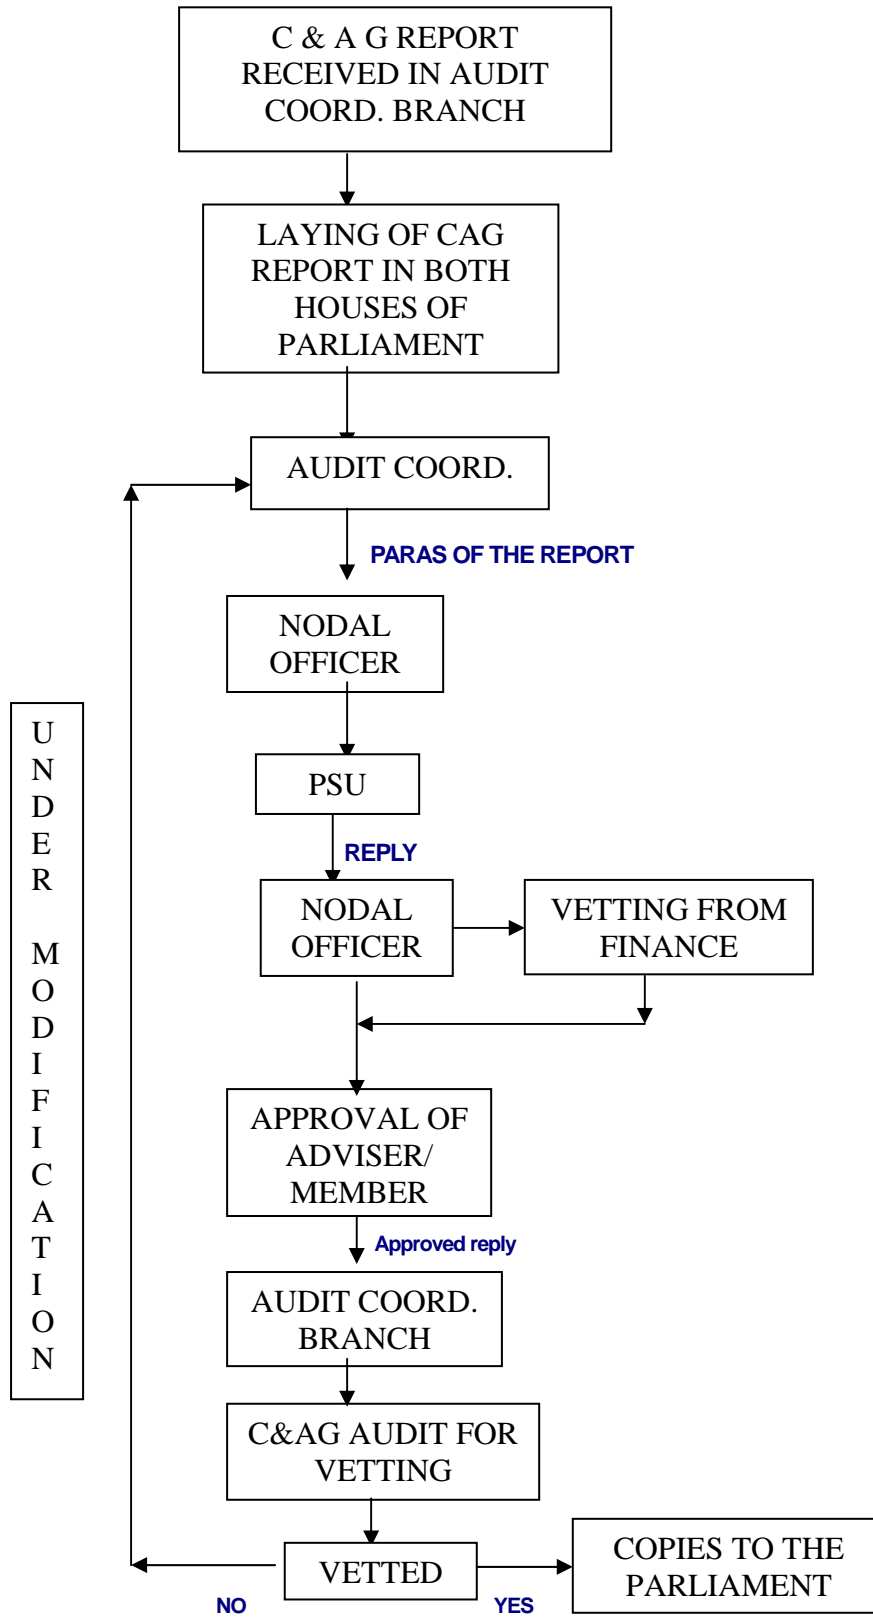 C & A G REPORT
RECEIVED IN AUDIT
COORD. BRANCH
LAYING OF CAG
REPORT IN BOTH
HOUSES OF
PARLIAMENT
AUDIT COORD.
PARAS OF THE REPORT
NODAL
OFFICER
PSU
REPLY
NODAL
OFFICER
VETTING FROM
FINANCE
APPROVAL OF
ADVISER/
MEMBER
Approved reply
AUDIT COORD.
BRANCH
C&AG AUDIT FOR
VETTING
VETTED
NO
YES
COPIES TO THE
PARLIAMENT
U
N
D
E
R
M
O
D
I
F
I
C
A
T
I
O
N